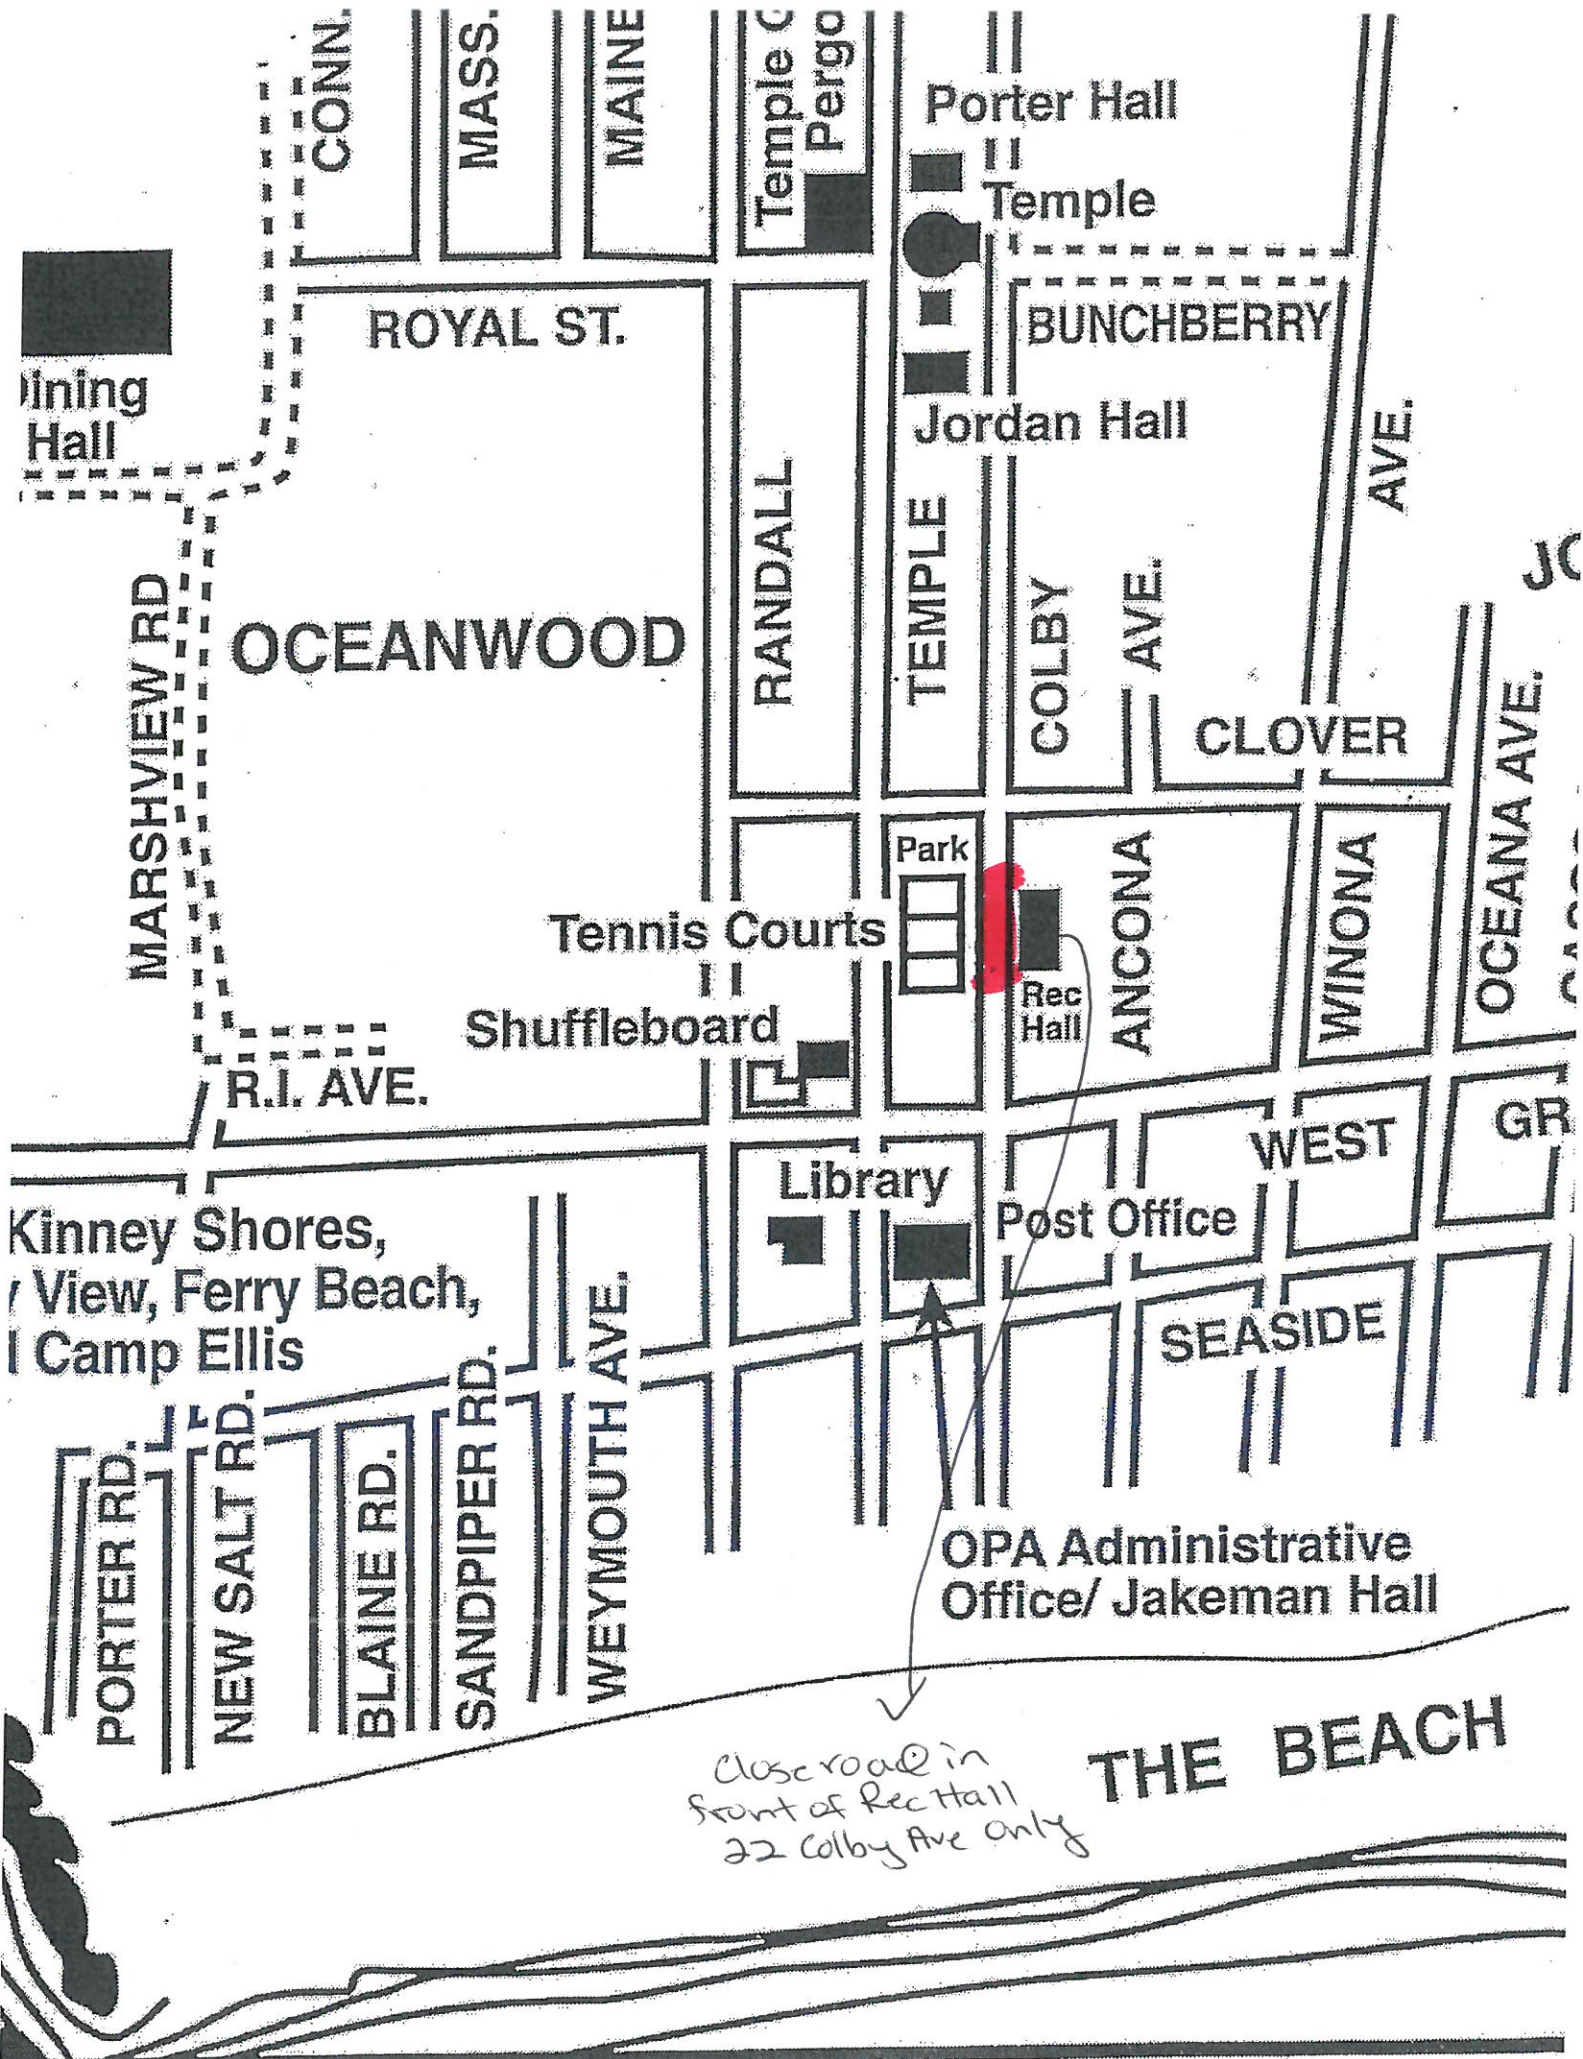 CONN.
MASS.
MAINE
Temple
Pergo
Porter Hall
Temple
ROYAL ST.
BUNCHBERRY
Dining
Hall
Jordan Hall
AVE.
MARSHVIEW RD
OCEANWOOD
RANDALL
TEMPLE
COLBY
AVE.
CLOVER
OCEANA AVE.
Park
Tennis Courts
Rec
Hall
ANCONA
WINONA
Shuffleboard
R.I. AVE.
WEST
GR
Library
Post Office
Kinney Shores,
View, Ferry Beach,
Camp Ellis
SEASIDE
PORTER RD.
NEW SALT RD.
BLAINE RD.
SANDPIPER RD.
WEYMOUTH AVE.
OPA Administrative
Office/ Jakeman Hall
THE BEACH
Close road in
front of Rec Hall
22 Colby Ave only